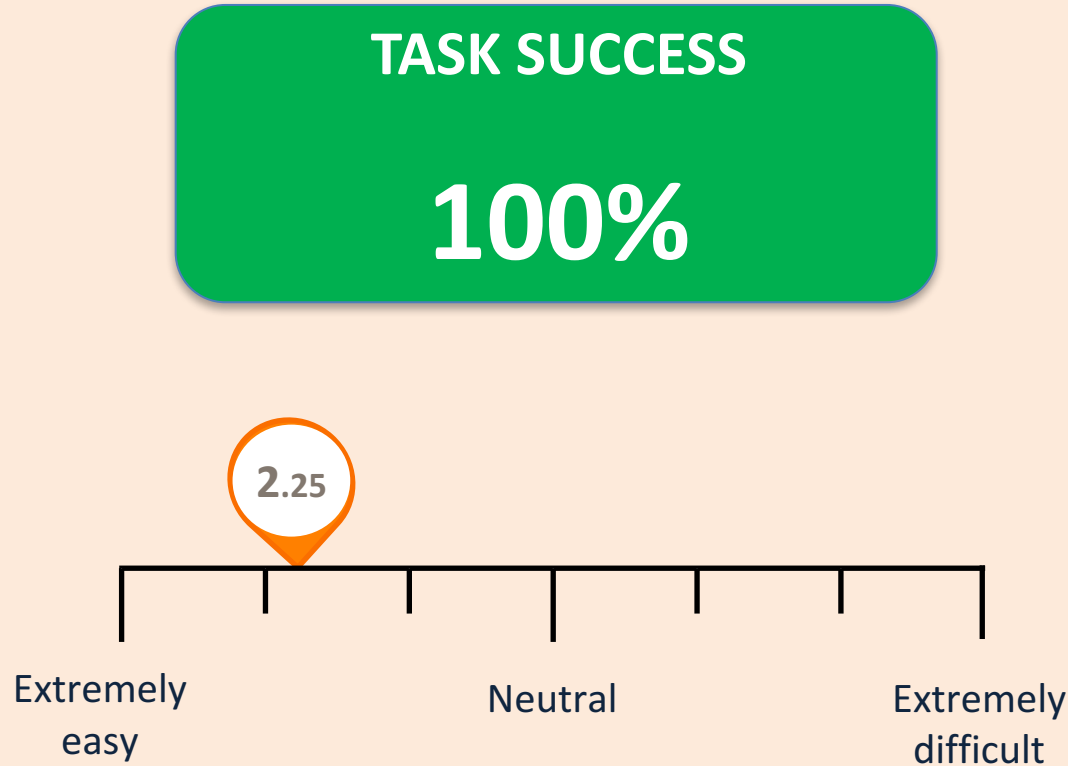 TASK SUCCESS
100%
2.25
Extremely
easy
Neutral
Extremely
difficult